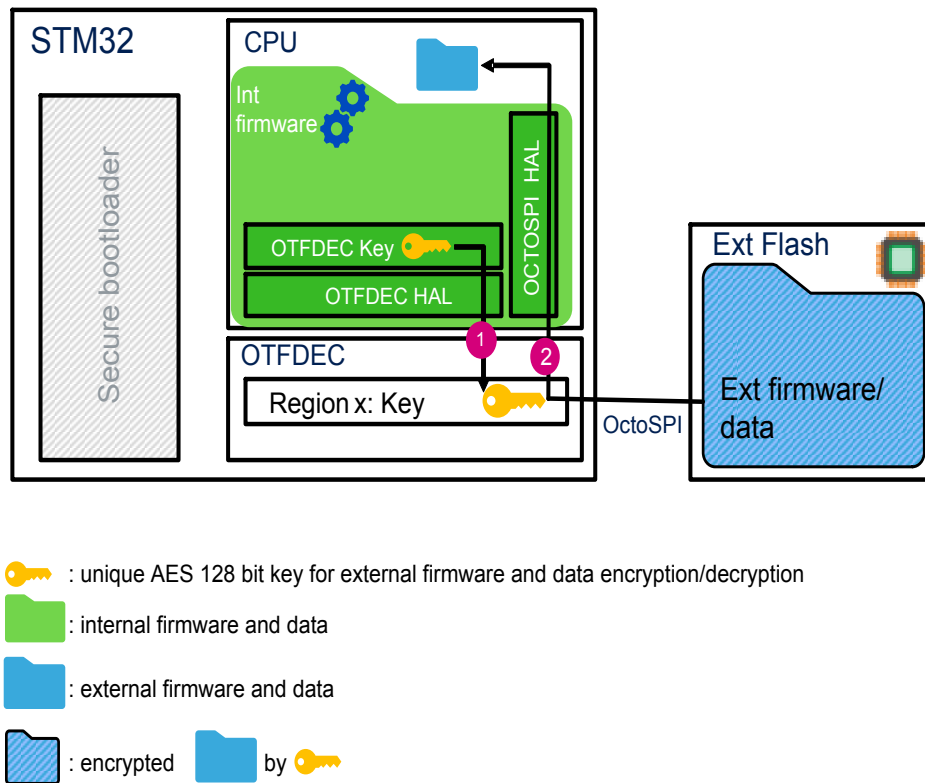 STM32
CPU
Int
firmware
Secure bootloader
OCTOSPI HAL
OTFDEC Key
OTFDEC HAL
1
OTFDEC
2
Region x: Key
OctoSPI
Ext Flash
Ext firmware/
data
: unique AES 128 bit key for external firmware and data encryption/decryption
: internal firmware and data
: external firmware and data
: encrypted by